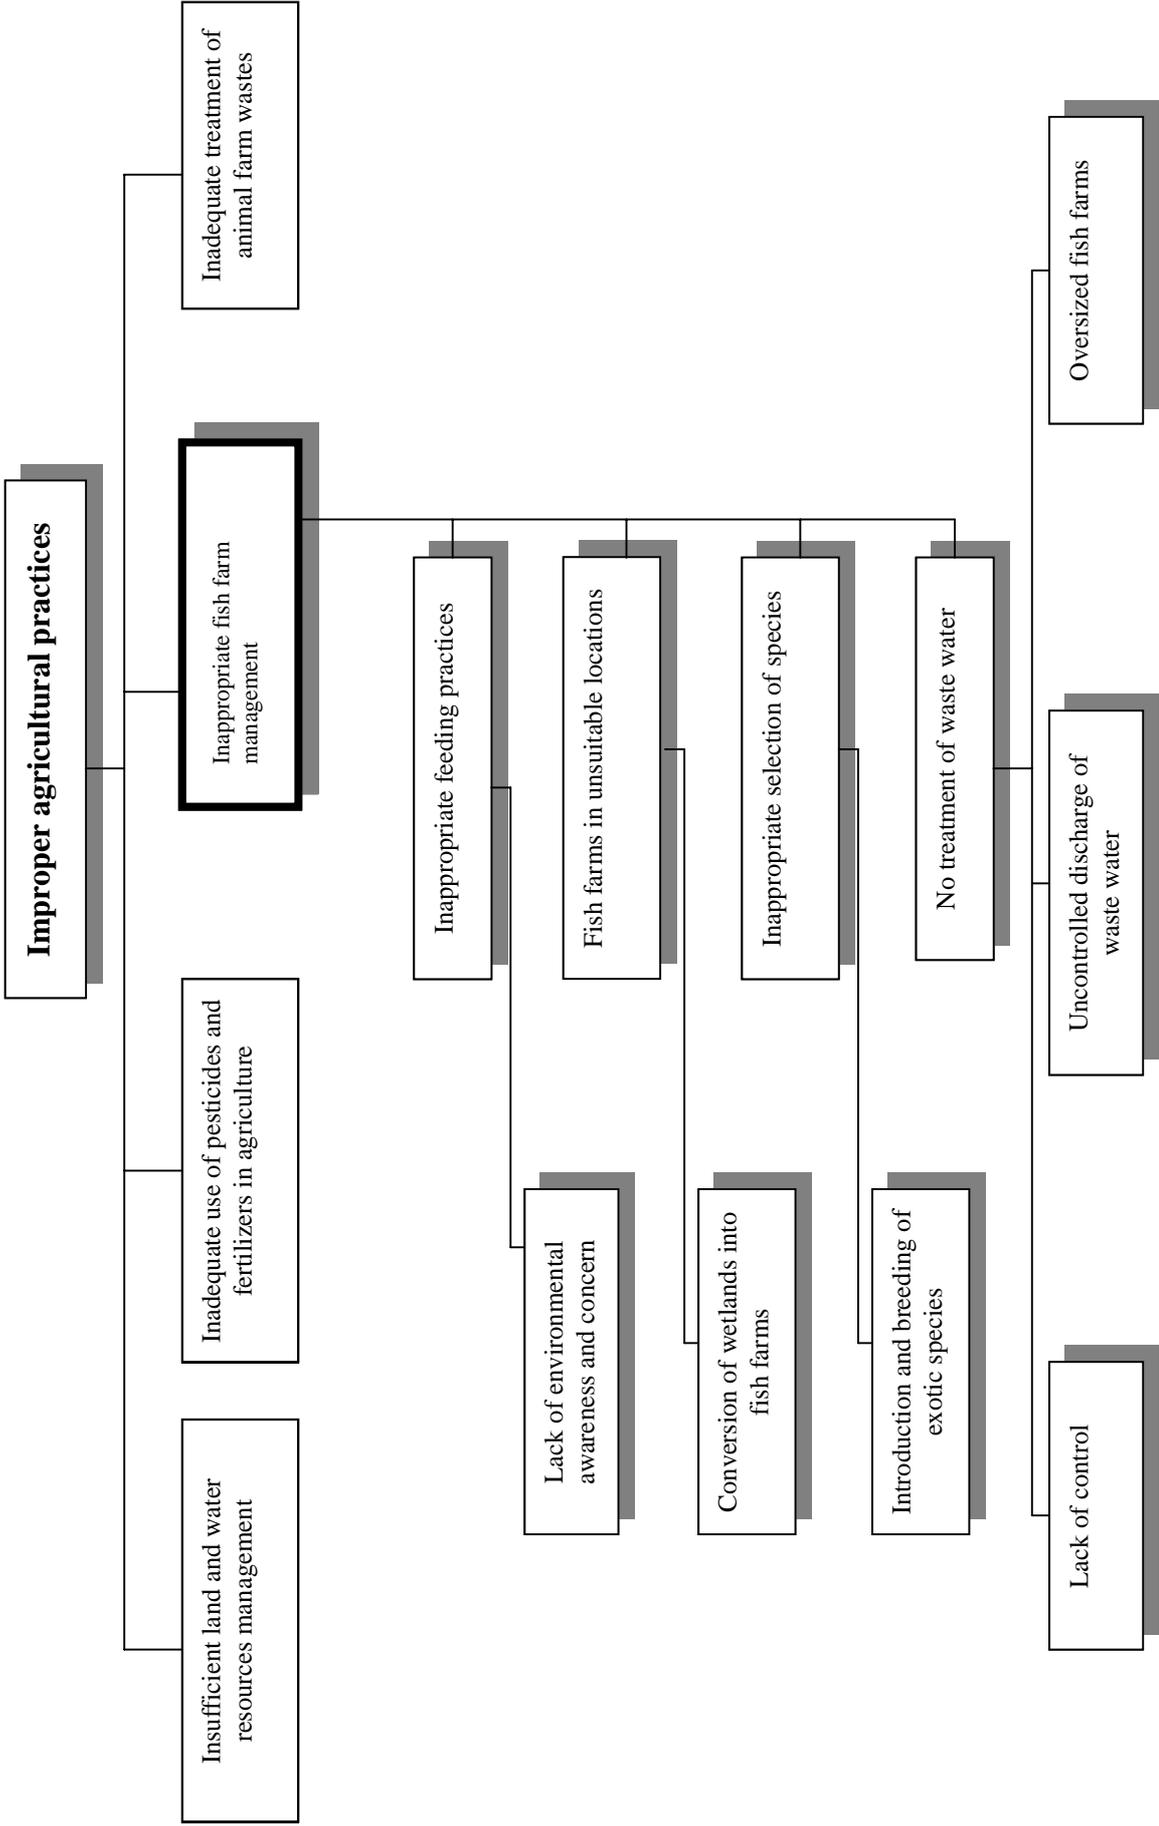 Improper agricultural practices
Insufficient land and water
resources management
Inadequate use of pesticides and
fertilizers in agriculture
Inappropriate fish farm
management
Inadequate treatment of
animal farm wastes
Inappropriate feeding practices
Lack of environmental
awareness and concern
Fish farms in unsuitable locations
Conversion of wetlands into
fish farms
Inappropriate selection of species
Introduction and breeding of
exotic species
No treatment of waste water
Lack of control
Uncontrolled discharge of
waste water
Oversized fish farms